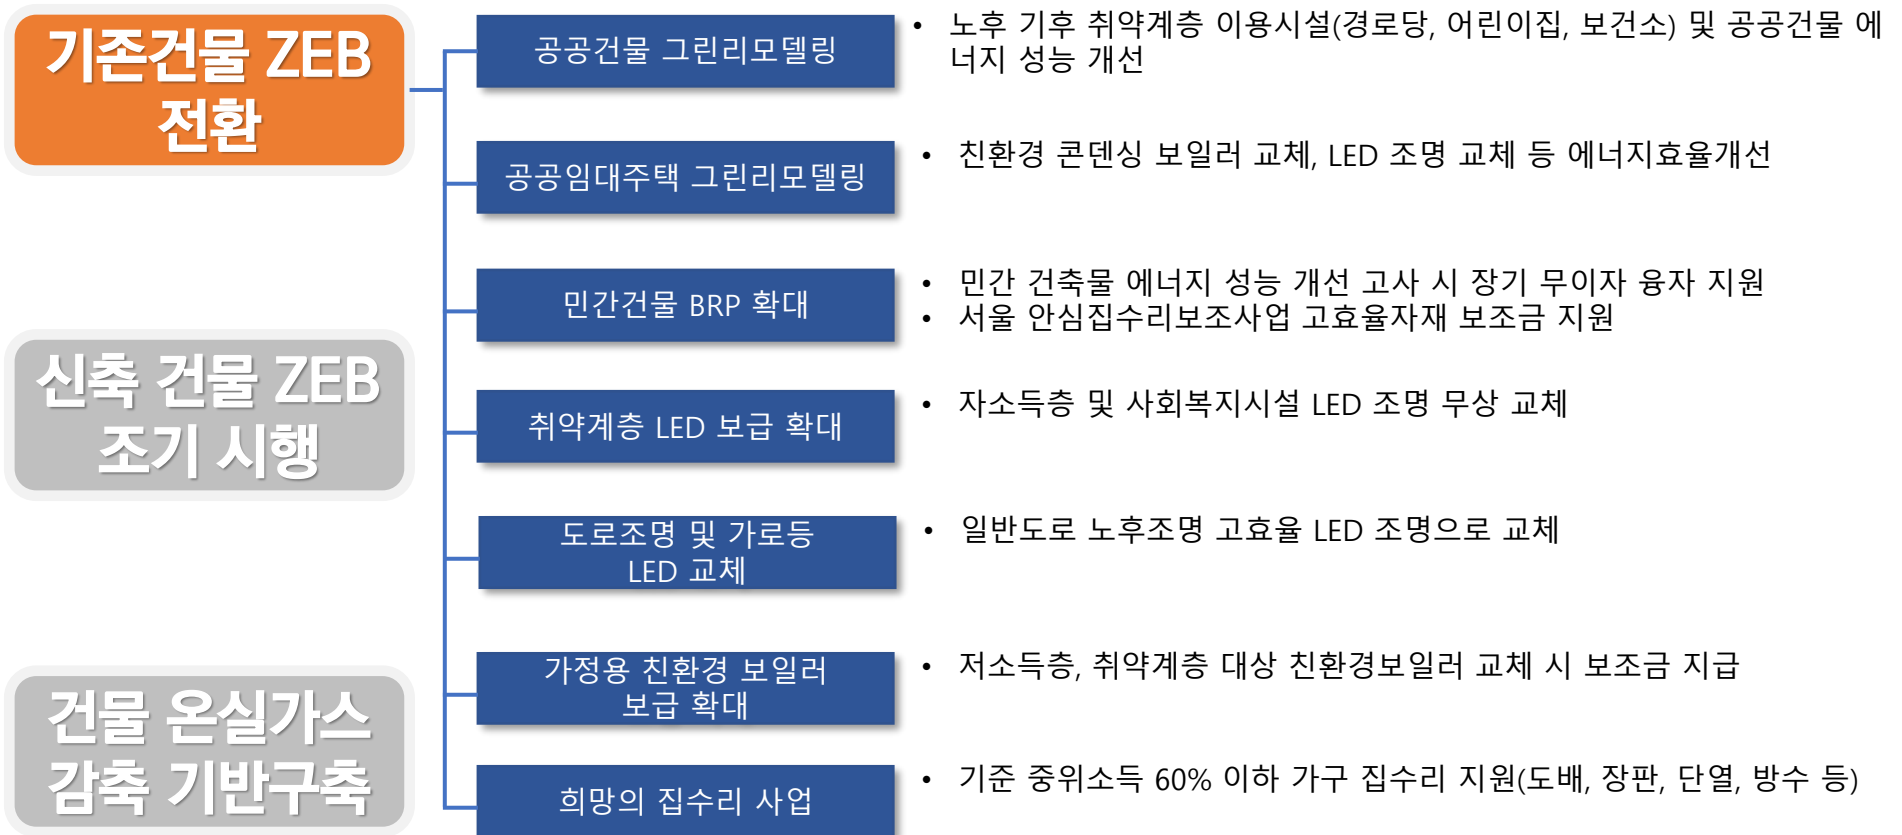 기존건물 ZEB
전환
공공건물 그린리모델링
• 노후 기후 취약계층 이용시설(경로당, 어린이집, 보건소) 및 공공건물 에
너지 성능 개선
공공임대주택 그린리모델링
• 친환경 콘덴싱 보일러 교체, LED 조명 교체 등 에너지효율개선
민간건물 BRP 확대
• 민간 건축물 에너지 성능 개선 고사 시 장기 무이자 융자 지원
• 서울 안심집수리보조사업 고효율자재 보조금 지원
신축 건물 ZEB
조기 시행
취약계층 LED 보급 확대
• 자소득층 및 사회복지시설 LED 조명 무상 교체
도로조명 및 가로등
LED 교체
• 일반도로 노후조명 고효율 LED 조명으로 교체
가정용 친환경 보일러
보급 확대
• 저소득층, 취약계층 대상 친환경보일러 교체 시 보조금 지급
건물 온실가스
감축 기반구축
희망의 집수리 사업
• 기준 중위소득 60% 이하 가구 집수리 지원(도배, 장판, 단열, 방수 등)